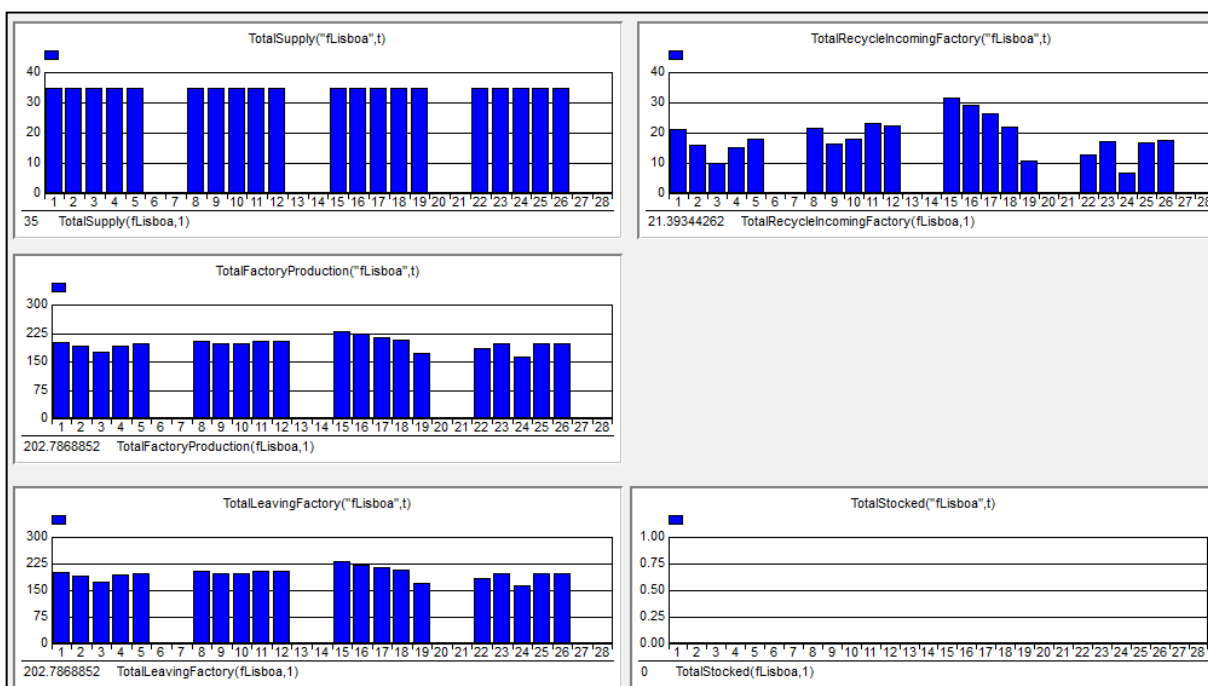 TotalSupply("fLisboa",t)
40
30
20
10
0
1 2 3 4 5 6 7 8 9 10 11 12 13 14 15 16 17 18 19 20 21 22 23 24 25 26 27 28
35 TotalSupply(fLisboa,1)
TotalRecycleIncomingFactory("fLisboa",t)
40
30
20
10
0
1 2 3 4 5 6 7 8 9 10 11 12 13 14 15 16 17 18 19 20 21 22 23 24 25 26 27 28
21.39344262 TotalRecycleIncomingFactory(fLisboa,1)
TotalFactoryProduction("fLisboa",t)
300
225
150
75
0
1 2 3 4 5 6 7 8 9 10 11 12 13 14 15 16 17 18 19 20 21 22 23 24 25 26 27 28
202.7868852 TotalFactoryProduction(fLisboa,1)
TotalLeavingFactory("fLisboa",t)
300
225
150
75
0
1 2 3 4 5 6 7 8 9 10 11 12 13 14 15 16 17 18 19 20 21 22 23 24 25 26 27 28
202.7868852 TotalLeavingFactory(fLisboa,1)
TotalStocked("fLisboa",t)
1.00
0.75
0.50
0.25
0.00
1 2 3 4 5 6 7 8 9 10 11 12 13 14 15 16 17 18 19 20 21 22 23 24 25 26 27 28
0 TotalStocked(fLisboa,1)